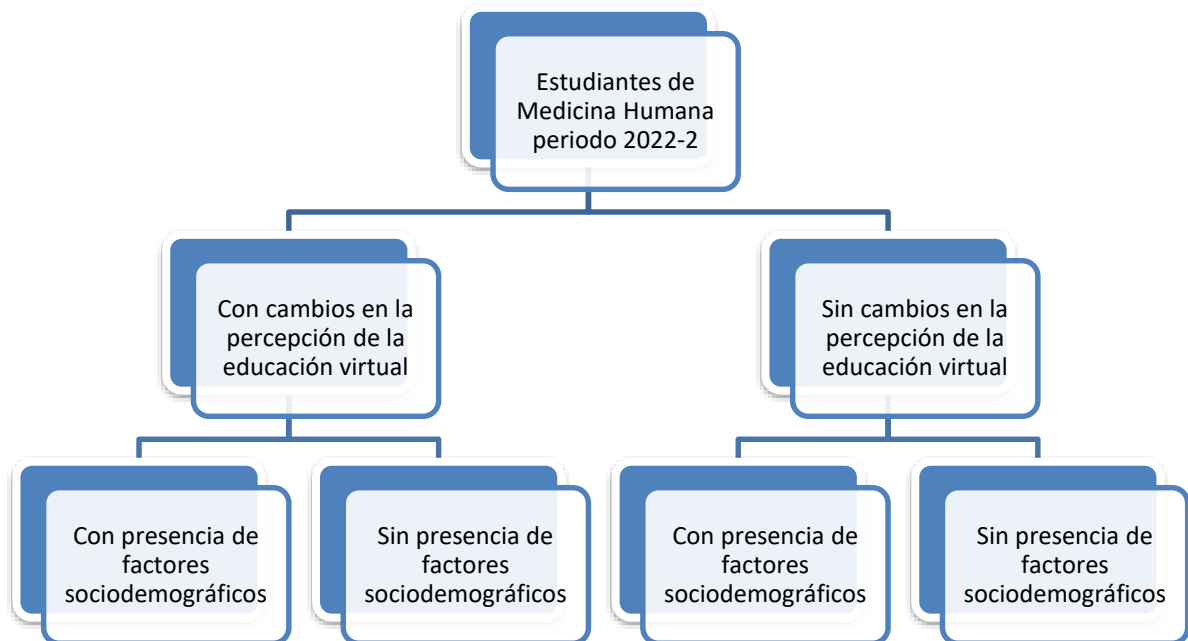 Estudiantes de
Medicina Humana
periodo 2022-2
Con cambios en la
percepción de la
educación virtual
Sin cambios en la
percepción de la
educación virtual
Con presencia de
factores
sociodemográficos
Sin presencia de
factores
sociodemográficos
Con presencia de
factores
sociodemográficos
Sin presencia de
factores
sociodemográficos